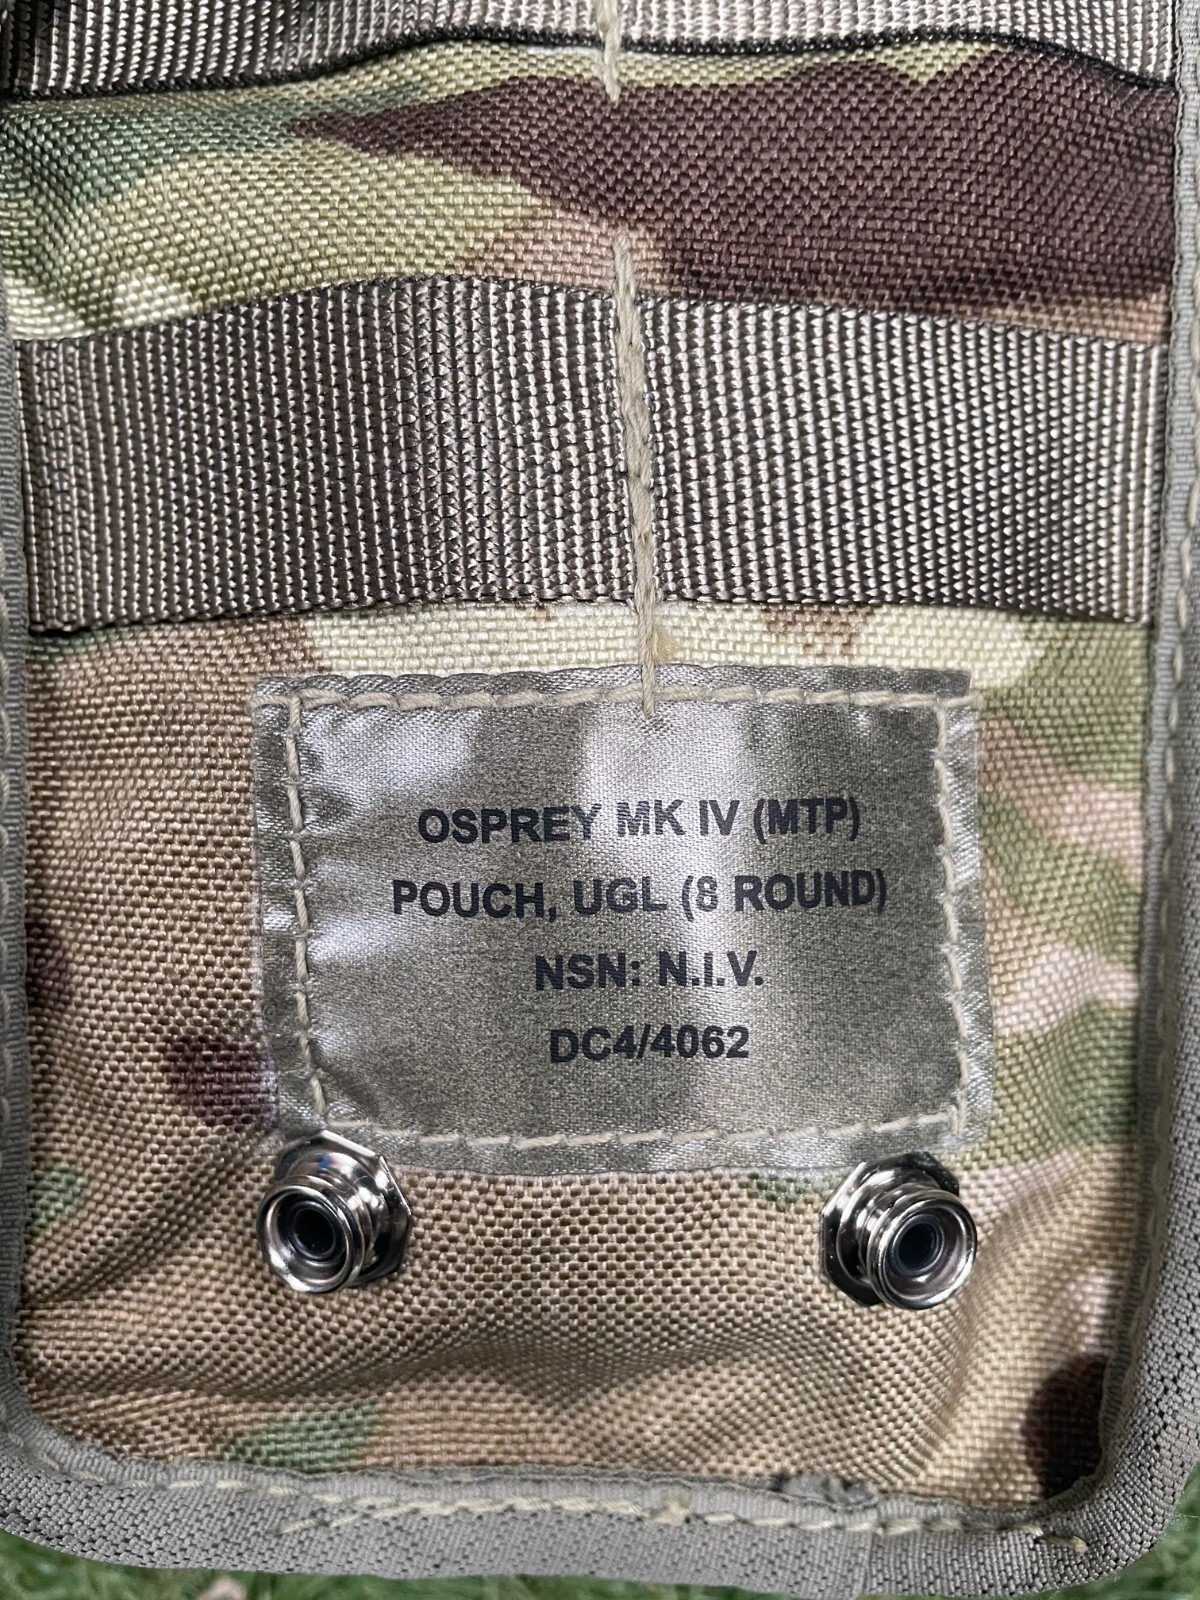 OSPREY MK IV (MTP)
POUCH, UGL (8 ROUND)
NSN: N.I.V.
DC4/4062